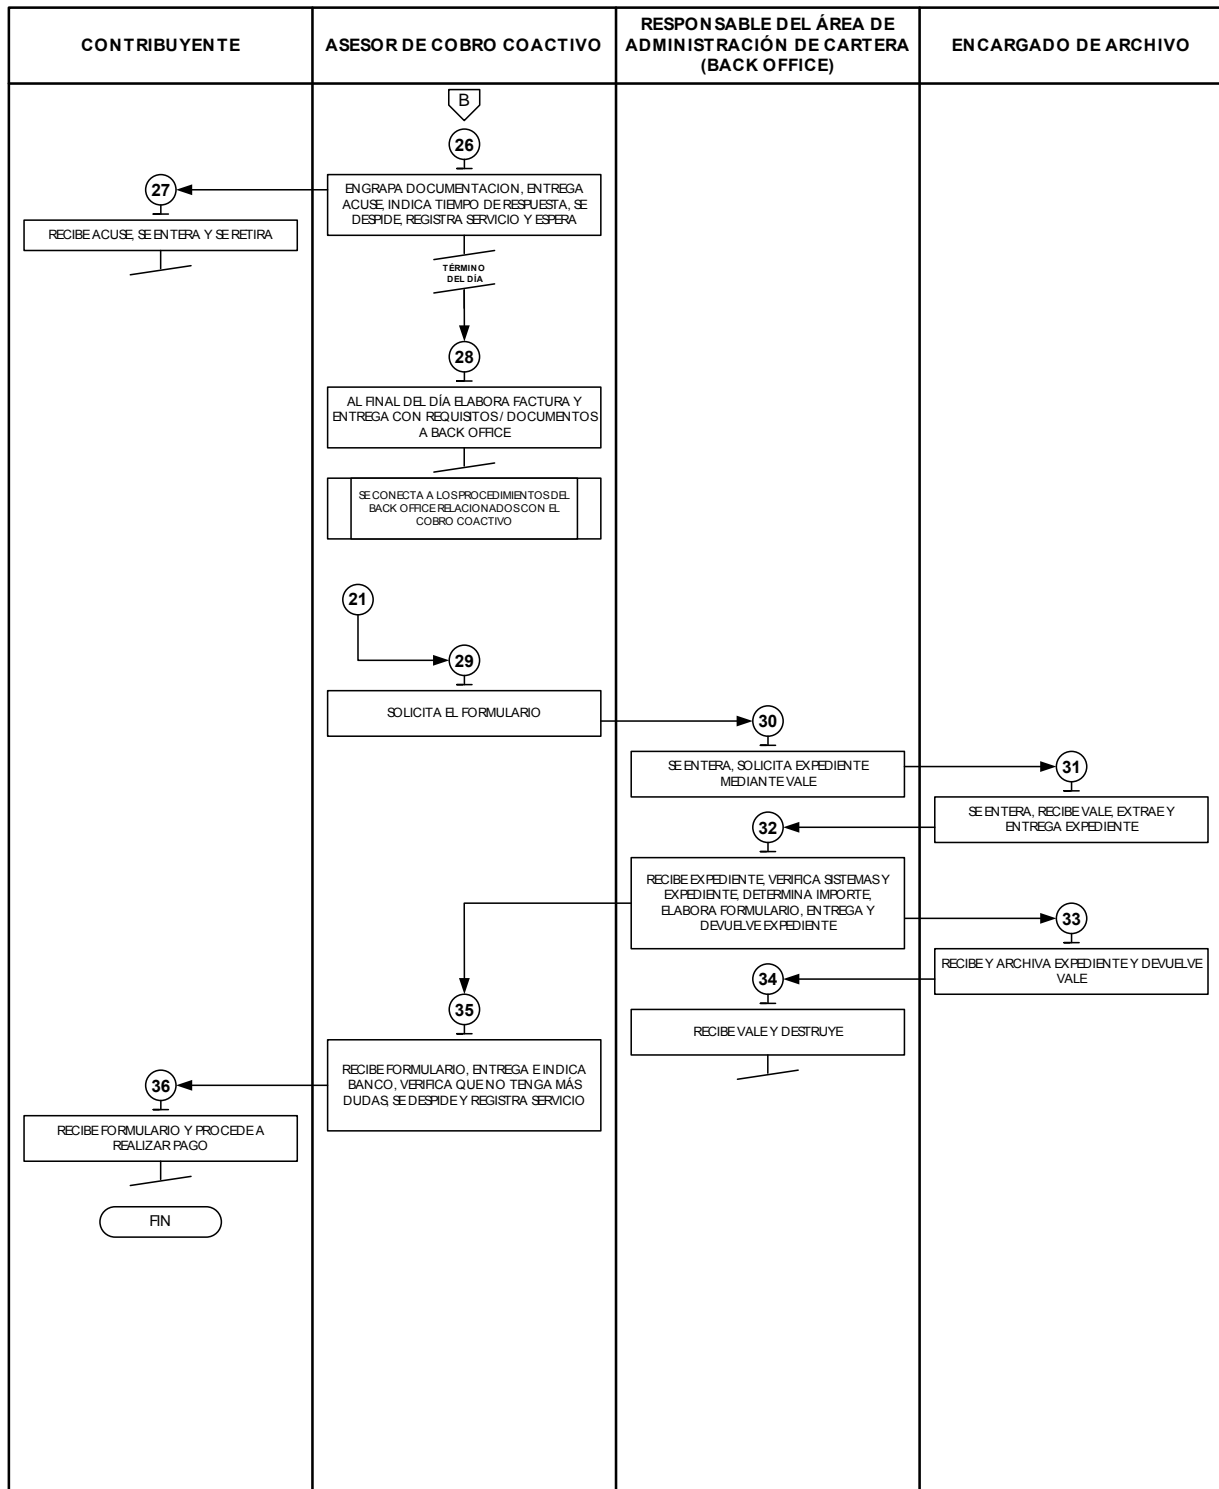 CONTRIBUYENTE
ASESOR DE COBRO COACTIVO
RESPONSABLE DEL ÁREA DE
ADMINISTRACIÓN DE CARTERA
(BACK OFFICE)
ENCARGADO DE ARCHIVO
B
26
ENGRAPA DOCUMENTACION, ENTREGA
ACUSE, INDICA TIEMPO DE RESPUESTA, SE
DESPIDE, REGISTRA SERVICIO Y ESPERA
27
RECIBE ACUSE, SE ENTERA Y SE RETIRA
TÉRMINO
DEL DÍA
28
AL FINAL DEL DÍA ELABORA FACTURA Y
ENTREGA CON REQUISITOS / DOCUMENTOS
A BACK OFFICE
SE CONECTA A LOS PROCEDIMIENTOS DEL
BACK OFFICE RELACIONADOS CON EL
COBRO COACTIVO
21
29
SOLICITA EL FORMULARIO
30
SE ENTERA, SOLICITA EXPEDIENTE
MEDIANTE VALE
31
SE ENTERA, RECIBE VALE, EXTRAE Y
ENTREGA EXPEDIENTE
32
RECIBE EXPEDIENTE, VERIFICA SISTEMAS Y
EXPEDIENTE, DETERMINA IMPORTE,
ELABORA FORMULARIO, ENTREGA Y
DEVUELVE EXPEDIENTE
33
RECIBE Y ARCHIVA EXPEDIENTE Y DEVUELVE
VALE
34
RECIBE VALE Y DESTRUYE
35
RECIBE FORMULARIO, ENTREGA E INDICA
BANCO, VERIFICA QUE NO TENGA MÁS
DUDAS, SE DESPIDE Y REGISTRA SERVICIO
36
RECIBE FORMULARIO Y PROCEDE A
REALIZAR PAGO
FIN